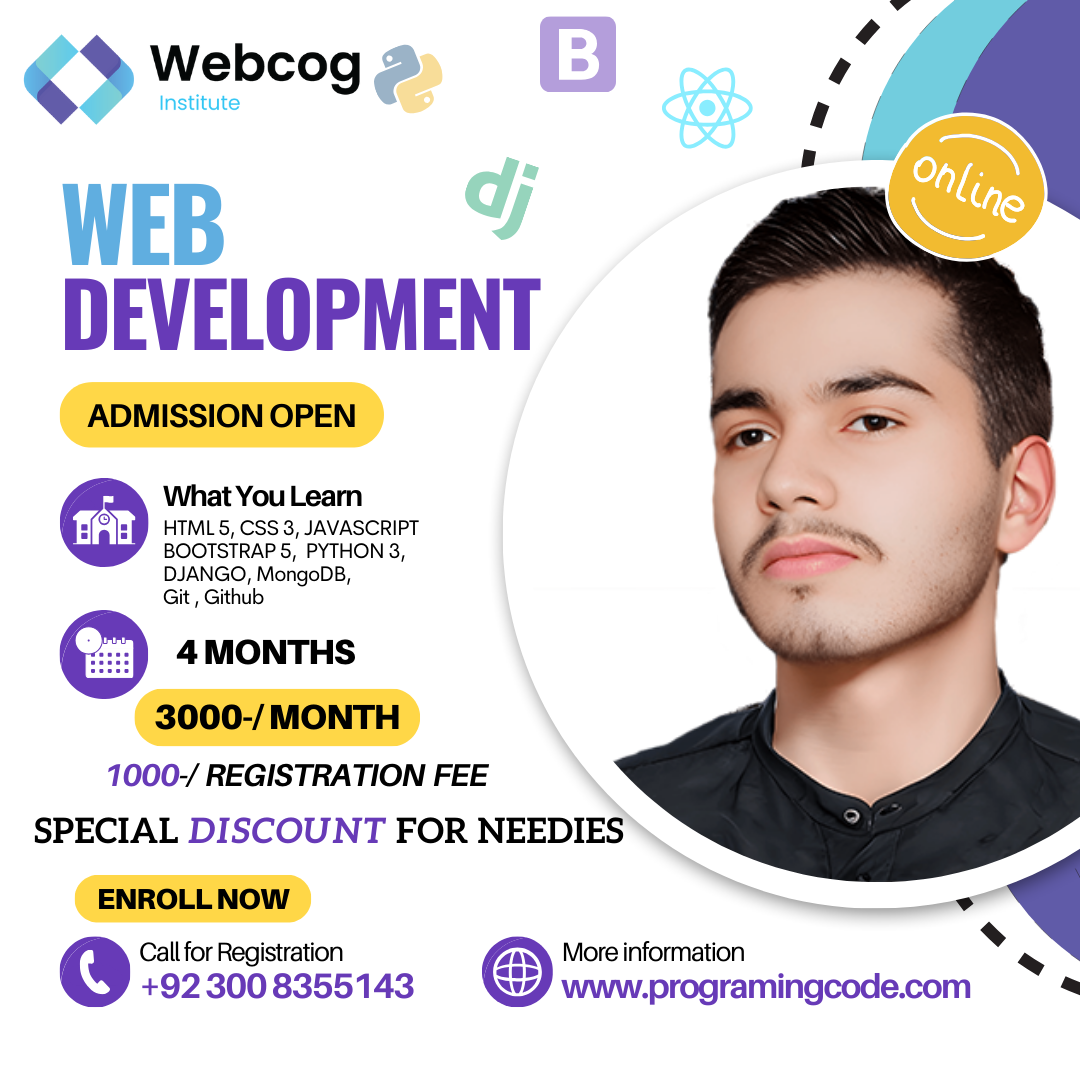 Webcog
Institute
B
dj
online
WEB
DEVELOPMENT
ADMISSION OPEN
What You Learn
HTML 5, CSS 3, JAVASCRIPT
BOOTSTRAP 5, PYTHON 3,
DJANGO, MongoDB,
Git , Github
4 MONTHS
3000-/ MONTH
1000-/ REGISTRATION FEE
SPECIAL DISCOUNT FOR NEEDIES
ENROLL NOW
Call for Registration
+92 300 8355143
More information
www.programingcode.com